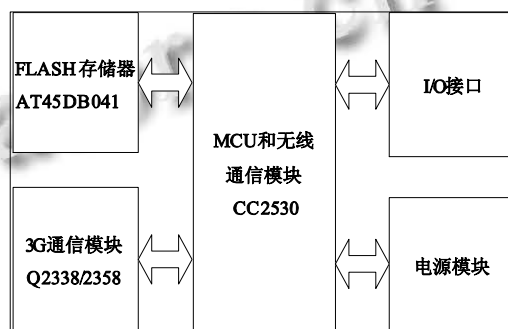 FLASH存储器
AT45DB041
MCU和无线
通信模块
CC2530
I/O接口
3G通信模块
Q2338/2358
电源模块